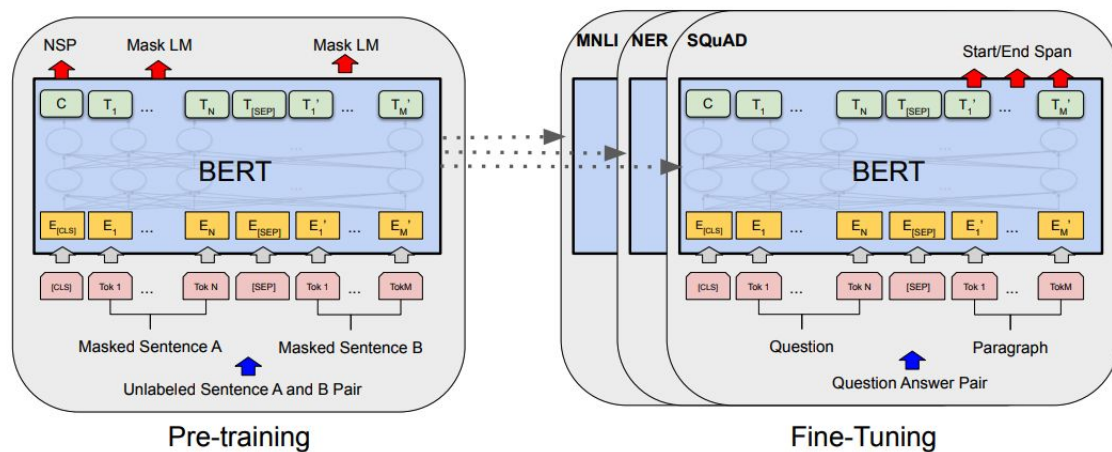 NSP Mask LM Mask LM
C T1 ... TN T[SEP] T1' ... TM'
BERT
E[CLS] E1 ... EN E[SEP] E1' ... EM'
[CLS] Tok 1 ... Tok N [SEP] Tok 1 ... TokM
Masked Sentence A Masked Sentence B
Unlabeled Sentence A and B Pair
Pre-training
MNLI NER SQuAD
Start/End Span
C T1 ... TN T[SEP] T1' ... TM'
BERT
E[CLS] E1 ... EN E[SEP] E1' ... EM'
[CLS] Tok 1 ... Tok N [SEP] Tok 1 ... TokM
Question Paragraph
Question Answer Pair
Fine-Tuning